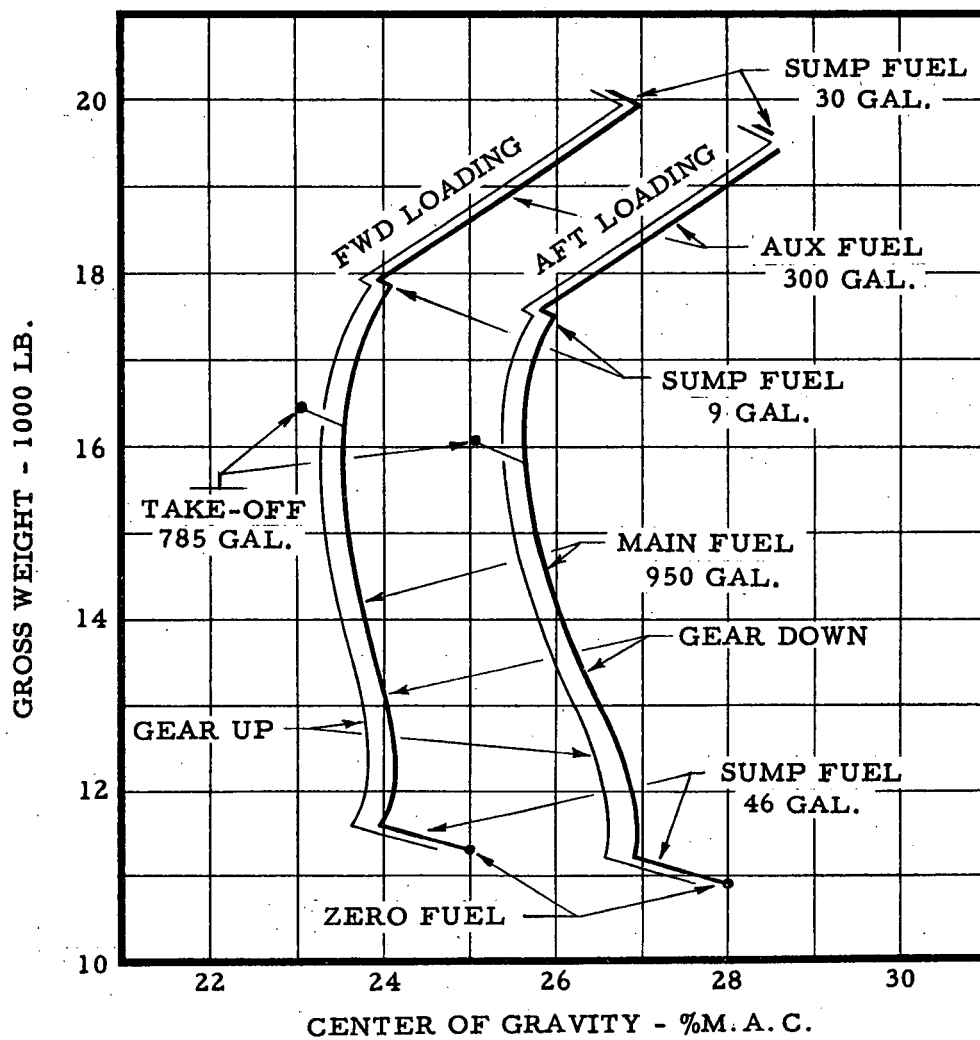 SUMP FUEL
30 GAL.
20
FWD LOADING
AFT LOADING
AUX FUEL
300 GAL.
18
SUMP FUEL
9 GAL.
16
TAKE-OFF
785 GAL.
MAIN FUEL
950 GAL.
14
GEAR DOWN
GEAR UP
SUMP FUEL
46 GAL.
12
ZERO FUEL
10
GROSS WEIGHT - 1000 LB.
22 24 26 28 30
CENTER OF GRAVITY - %M.A.C.